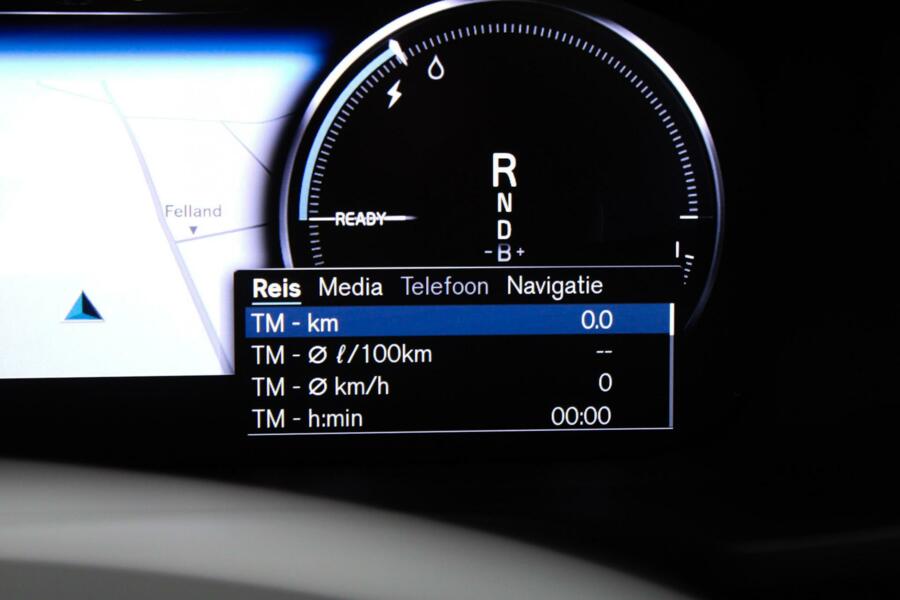 Felland
READY
R
N
D
-B+
Reis Media Telefoon Navigatie
TM - km 0.0
TM - Ø ℓ/100km --
TM - Ø km/h 0
TM - h:min 00:00